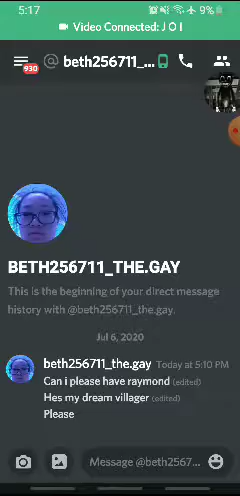 5:17
9%
Video Connected: J O I
930
@ beth256711_...
BETH256711_THE.GAY
This is the beginning of your direct message
history with @beth256711_the.gay.
Jul 6, 2020
beth256711_the.gay Today at 5:10 PM
Can i please have raymond (edited)
Hes my dream villager (edited)
Please
Message @beth2567...